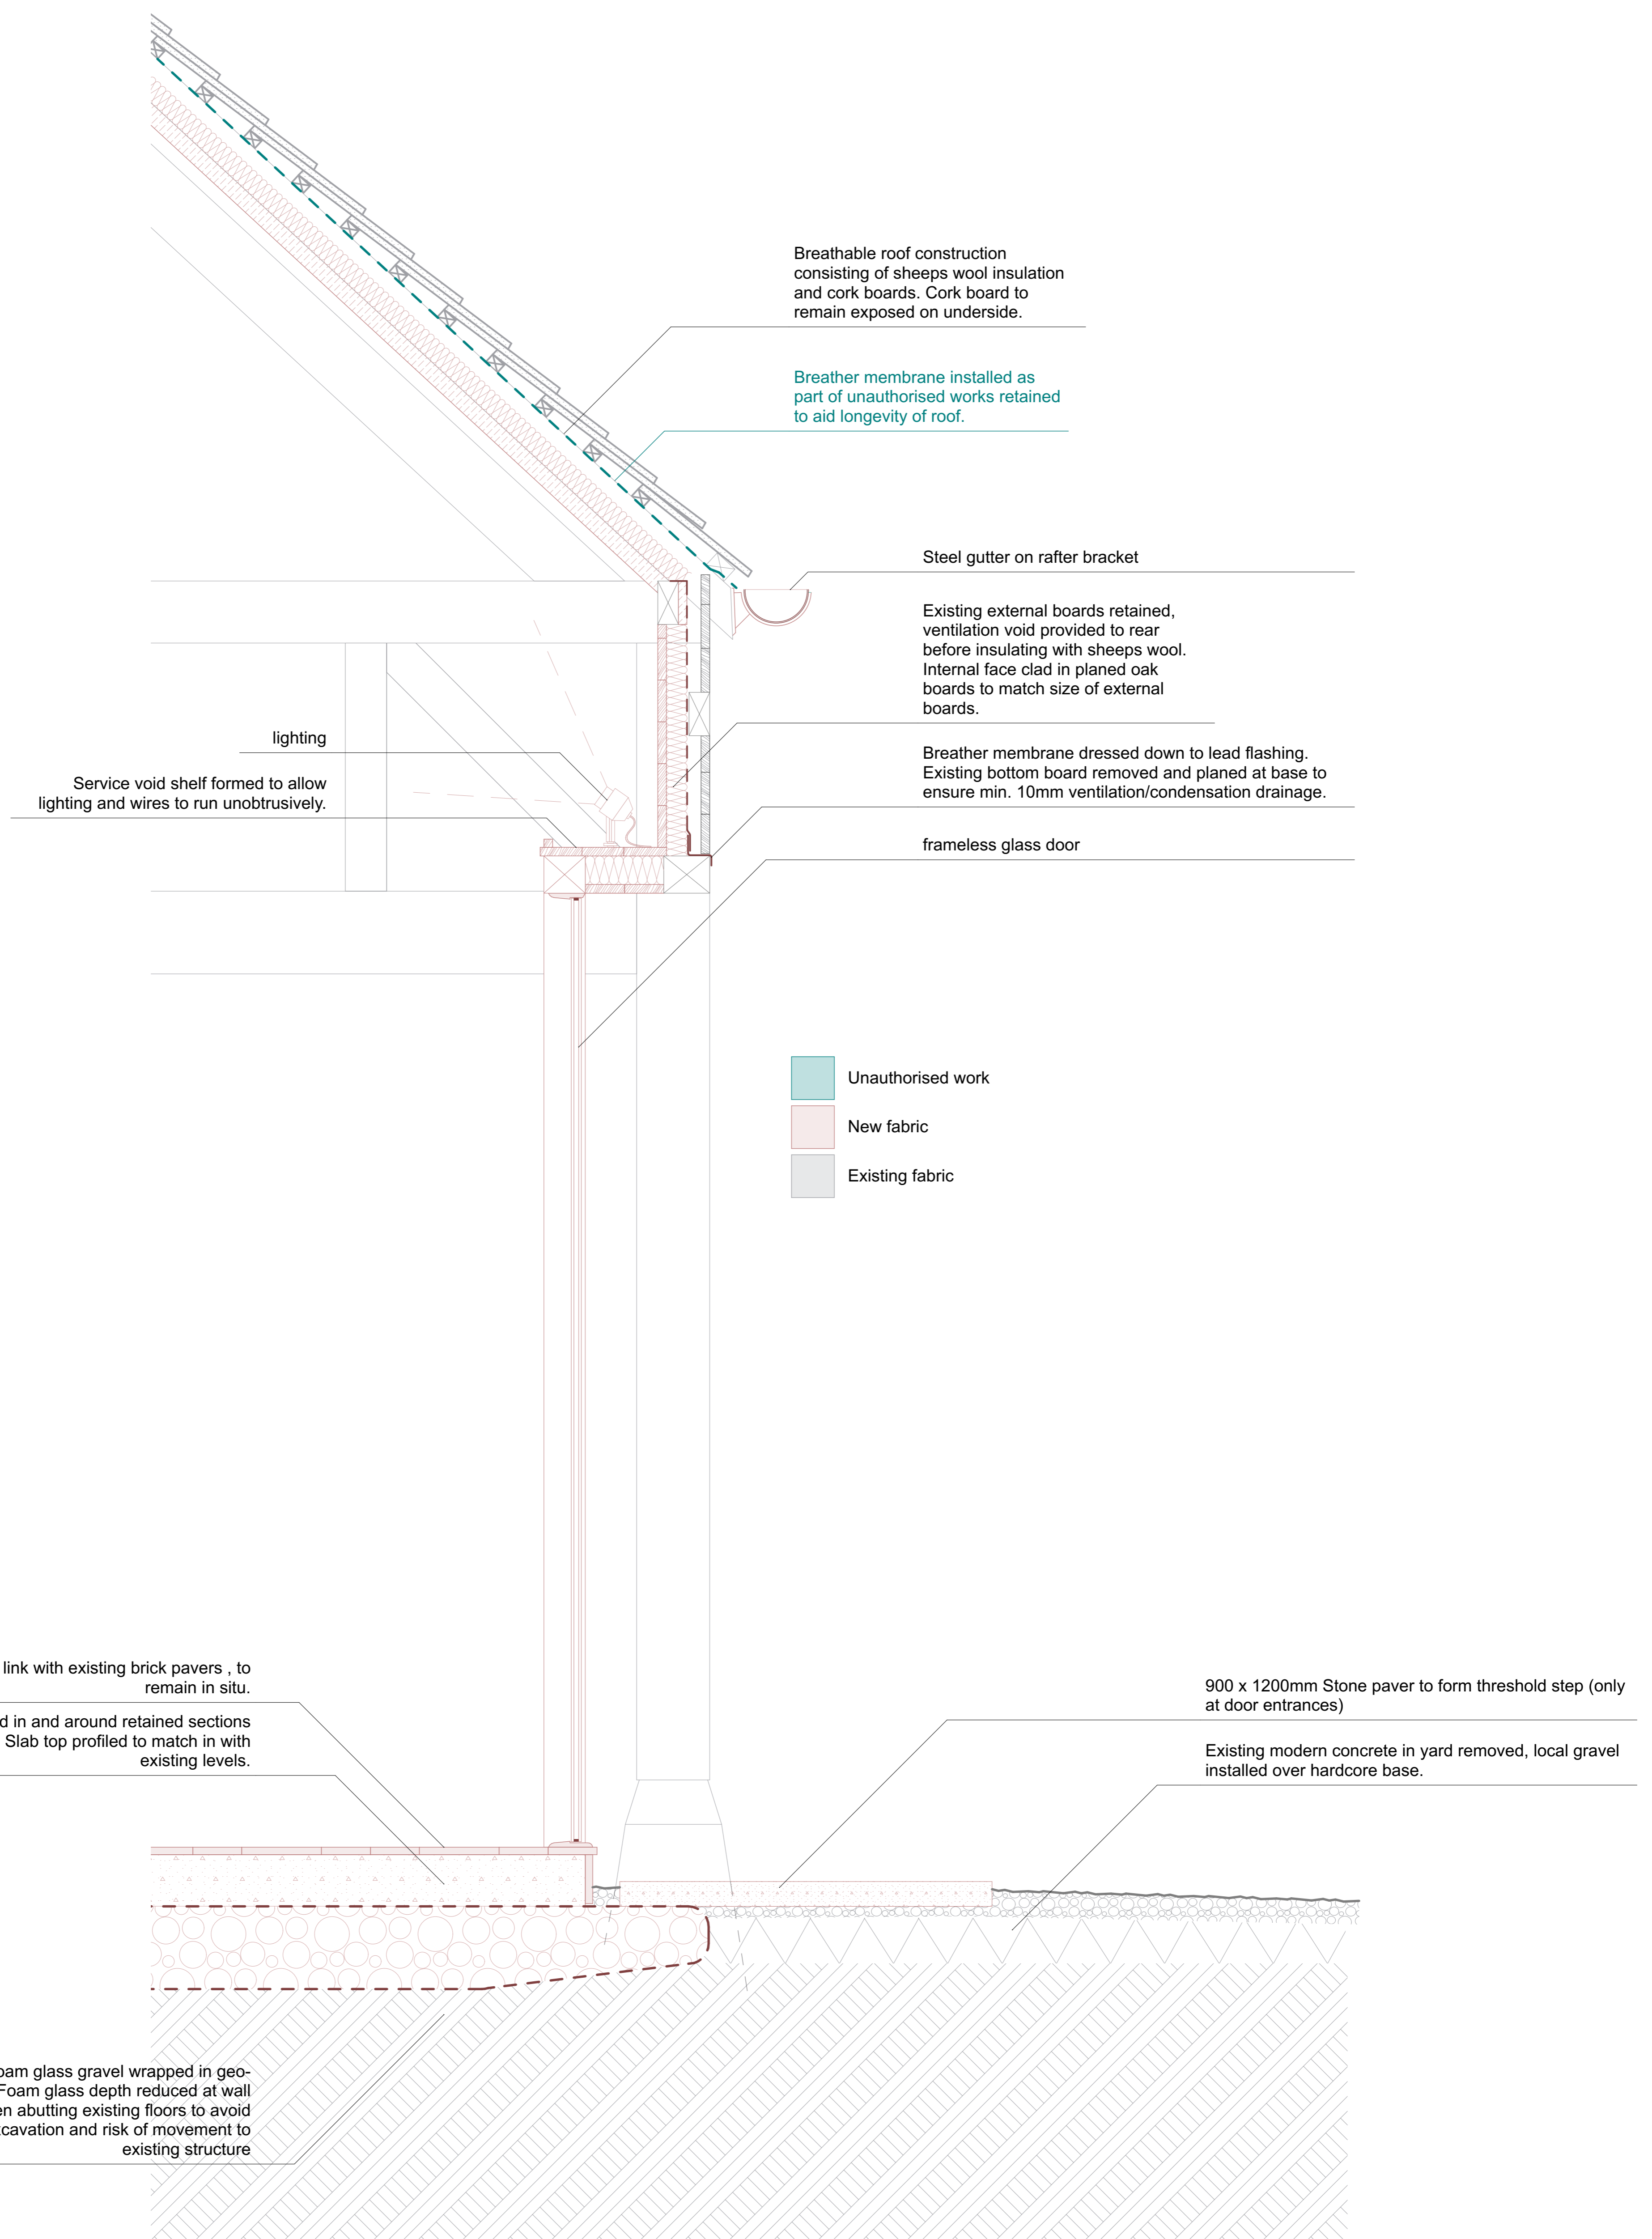 Breathable roof construction
consisting of sheeps wool insulation
and cork boards. Cork board to
remain exposed on underside.
Breather membrane installed as
part of unauthorised works retained
to aid longevity of roof.
Steel gutter on rafter bracket
Existing external boards retained,
ventilation void provided to rear
before insulating with sheeps wool.
Internal face clad in planed oak
boards to match size of external
boards.
lighting
Service void shelf formed to allow
lighting and wires to run unobtrusively.
Breather membrane dressed down to lead flashing.
Existing bottom board removed and planed at base to
ensure min. 10mm ventilation/condensation drainage.
frameless glass door
Unauthorised work
New fabric
Existing fabric
link with existing brick pavers , to
remain in situ.
in and around retained sections
Slab top profiled to match in with
existing levels.
900 x 1200mm Stone paver to form threshold step (only
at door entrances)
Existing modern concrete in yard removed, local gravel
installed over hardcore base.
glass gravel wrapped in geo-
Foam glass depth reduced at wall
abutting existing floors to avoid
and risk of movement to
existing structure